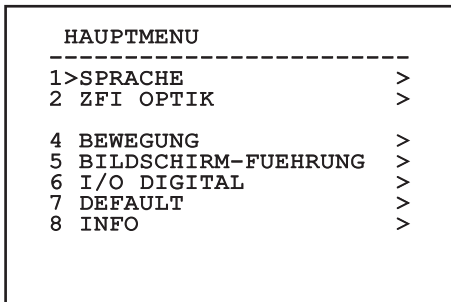 HAUPTMENU
-------------------------
1>SPRACHE >
2 ZFI OPTIK >
4 BEWEGUNG >
5 BILDSCHIRM-FUEHRUNG >
6 I/O DIGITAL >
7 DEFAULT >
8 INFO >